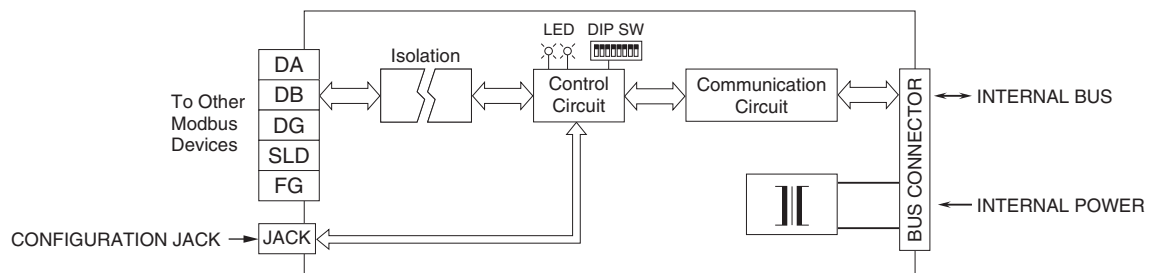 LED
DIP SW
Isolation
DA
DB
DG
SLD
FG
To Other
Modbus
Devices
Control
Circuit
Communication
Circuit
BUS CONNECTOR
INTERNAL BUS
INTERNAL POWER
CONFIGURATION JACK
JACK